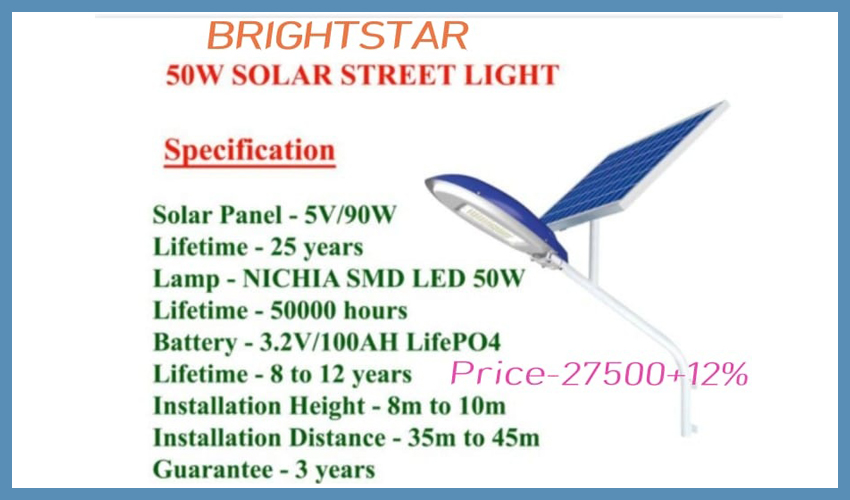 BRIGHTSTAR
50W SOLAR STREET LIGHT
Specification
Solar Panel - 5V/90W
Lifetime - 25 years
Lamp - NICHIA SMD LED 50W
Lifetime - 50000 hours
Battery - 3.2V/100AH LifePO4
Lifetime - 8 to 12 years
Price-27500+12%
Installation Height - 8m to 10m
Installation Distance - 35m to 45m
Guarantee - 3 years